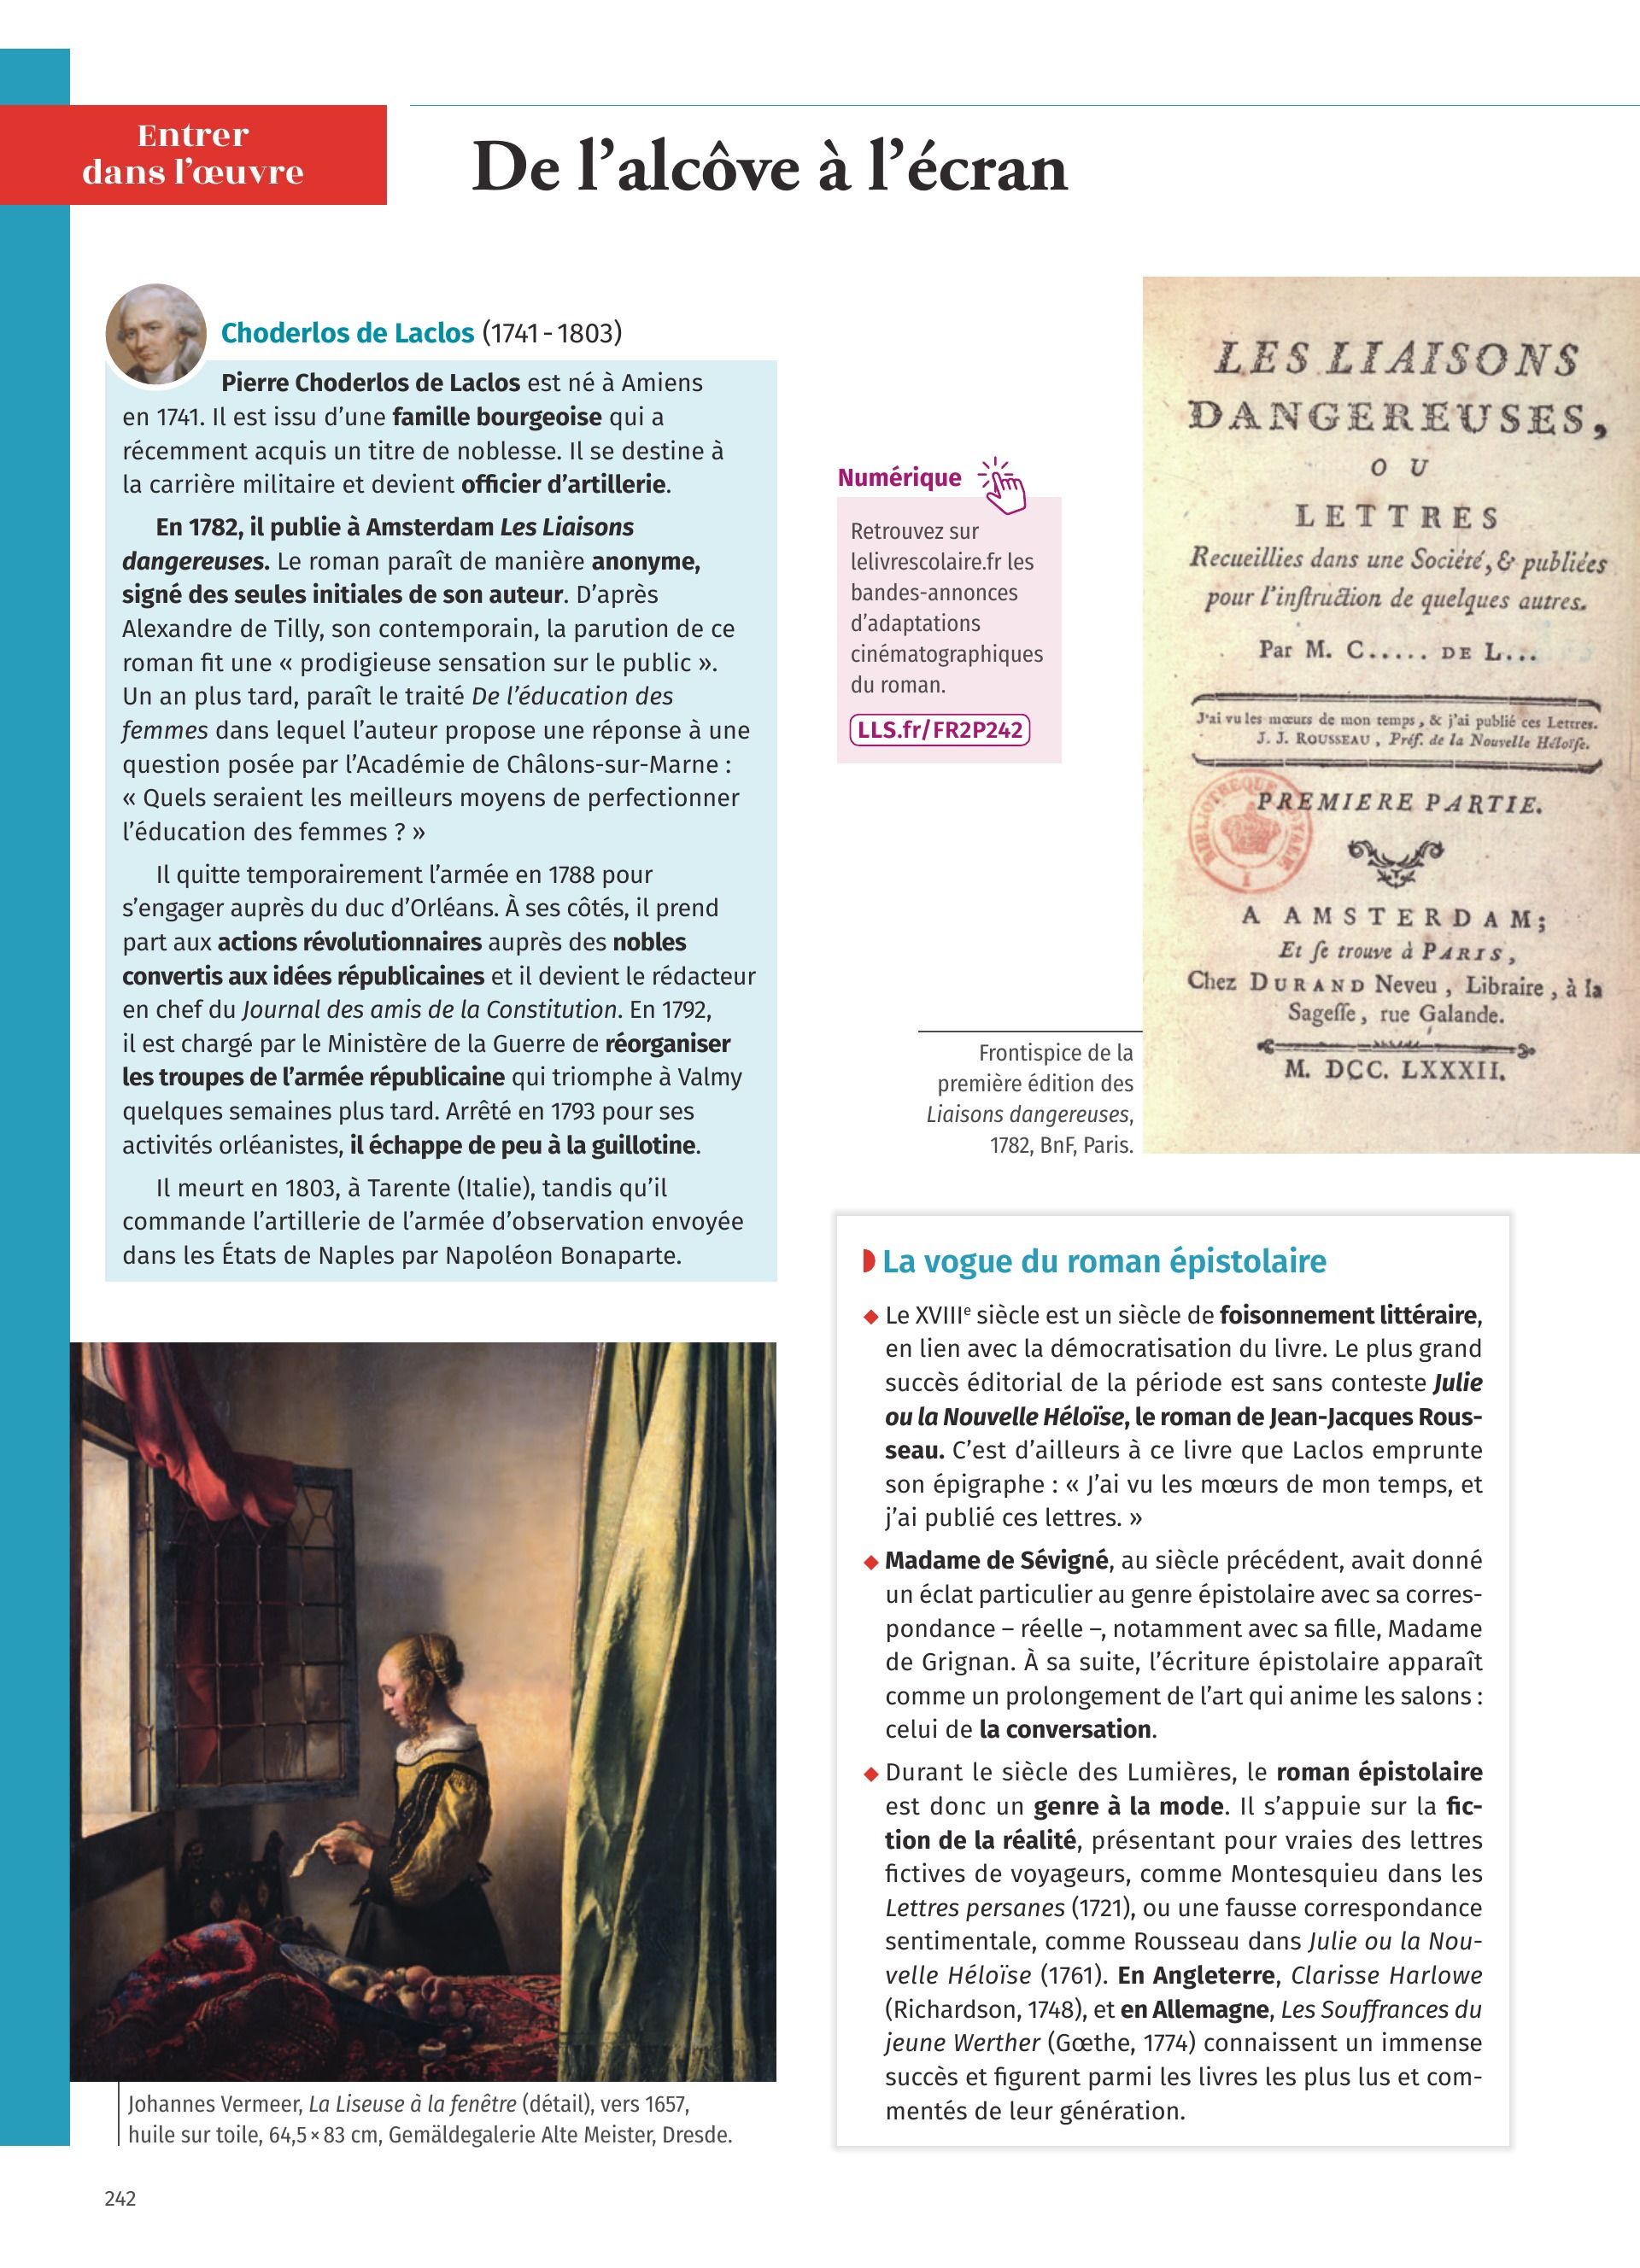 Entrer
dans l’œuvre
De l’alcôve à l’écran
Choderlos de Laclos (1741 - 1803)
Pierre Choderlos de Laclos est né à Amiens
en 1741. Il est issu d’une famille bourgeoise qui a
récemment acquis un titre de noblesse. Il se destine à
la carrière militaire et devient officier d’artillerie.
En 1782, il publie à Amsterdam Les Liaisons
dangereuses. Le roman paraît de manière anonyme,
signé des seules initiales de son auteur. D’après
Alexandre de Tilly, son contemporain, la parution de ce
roman fit une « prodigieuse sensation sur le public ».
Un an plus tard, paraît le traité De l’éducation des
femmes dans lequel l’auteur propose une réponse à une
question posée par l’Académie de Châlons-sur-Marne :
« Quels seraient les meilleurs moyens de perfectionner
l’éducation des femmes ? »
Il quitte temporairement l’armée en 1788 pour
s’engager auprès du duc d’Orléans. À ses côtés, il prend
part aux actions révolutionnaires auprès des nobles
convertis aux idées républicaines et il devient le rédacteur
en chef du Journal des amis de la Constitution. En 1792,
il est chargé par le Ministère de la Guerre de réorganiser
les troupes de l’armée républicaine qui triomphe à Valmy
quelques semaines plus tard. Arrêté en 1793 pour ses
activités orléanistes, il échappe de peu à la guillotine.
Il meurt en 1803, à Tarente (Italie), tandis qu’il
commande l’artillerie de l’armée d’observation envoyée
dans les États de Naples par Napoléon Bonaparte.
Johannes Vermeer, La Liseuse à la fenêtre (détail), vers 1657,
huile sur toile, 64,5 × 83 cm, Gemäldegalerie Alte Meister, Dresde.
Numérique
Retrouvez sur
lelivrescolaire.fr les
bandes-annonces
d’adaptations
cinématographiques
du roman.
LLS.fr/FR2P242
LES LIAISONS
DANGEREUSES,
O U
LETTRES
Recueillies dans une Société, & publiées
pour l’inſtruction de quelques autres.
Par M. C..... DE L...
J’ai vu les mœurs de mon temps, & j’ai publié ces Lettres.
J. J. ROUSSEAU, Préf. de la Nouvelle Héloïſe.
PREMIERE PARTIE.
BIBLIOTHEQUE ROYALE
I
A AMSTERDAM;
Et ſe trouve à PARIS,
Chez DURAND Neveu, Libraire, à la
Sageſſe, rue Galande.
M. DCC. LXXXII.
Frontispice de la
première édition des
Liaisons dangereuses,
1782, BnF, Paris.
La vogue du roman épistolaire
Le XVIIIe siècle est un siècle de foisonnement littéraire,
en lien avec la démocratisation du livre. Le plus grand
succès éditorial de la période est sans conteste Julie
ou la Nouvelle Héloïse, le roman de Jean-Jacques Rous-
seau. C’est d’ailleurs à ce livre que Laclos emprunte
son épigraphe : « J’ai vu les mœurs de mon temps, et
j’ai publié ces lettres. »
Madame de Sévigné, au siècle précédent, avait donné
un éclat particulier au genre épistolaire avec sa corres-
pondance – réelle –, notamment avec sa fille, Madame
de Grignan. À sa suite, l’écriture épistolaire apparaît
comme un prolongement de l’art qui anime les salons :
celui de la conversation.
Durant le siècle des Lumières, le roman épistolaire
est donc un genre à la mode. Il s’appuie sur la fic-
tion de la réalité, présentant pour vraies des lettres
fictives de voyageurs, comme Montesquieu dans les
Lettres persanes (1721), ou une fausse correspondance
sentimentale, comme Rousseau dans Julie ou la Nou-
velle Héloïse (1761). En Angleterre, Clarisse Harlowe
(Richardson, 1748), et en Allemagne, Les Souffrances du
jeune Werther (Gœthe, 1774) connaissent un immense
succès et figurent parmi les livres les plus lus et com-
mentés de leur génération.
242